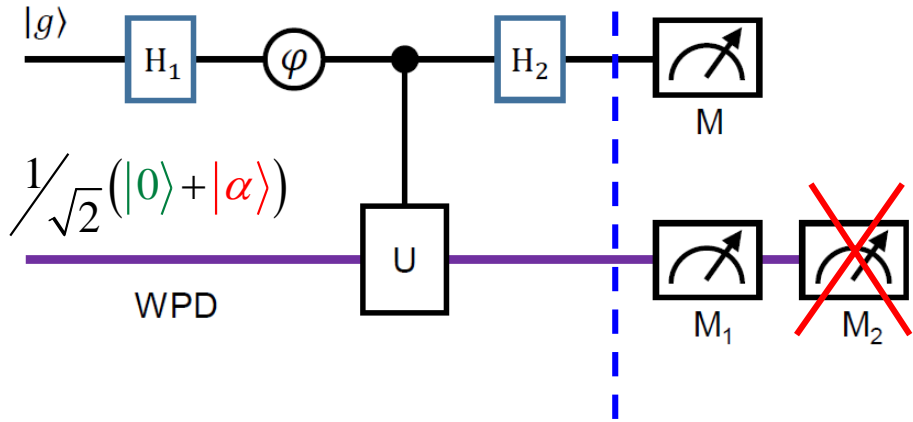 |g⟩
H₁ φ H₂
M
1/√2(|0⟩+|α⟩)
U
WPD
M₁ M₂